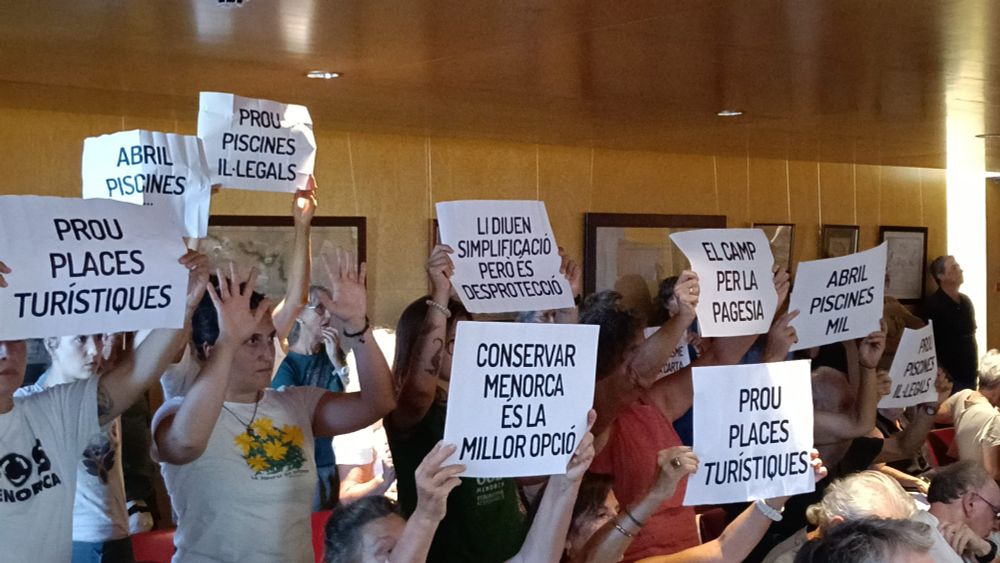 PROU
PISCINES
IL·LEGALS
ABRIL
PISCINES
...
PROU
PLACES
TURÍSTIQUES
LI DIUEN
SIMPLIFICACIÓ
PERÒ ÉS
DESPROTECCIÓ
EL CAMP
PER LA
PAGESIA
ABRIL
PISCINES
MIL
PROU
IL·LEGALS
CONSERVAR
MENORCA
ÉS LA
MILLOR OPCIÓ
PROU
PLACES
TURÍSTIQUES
MENORCA
MENORCA